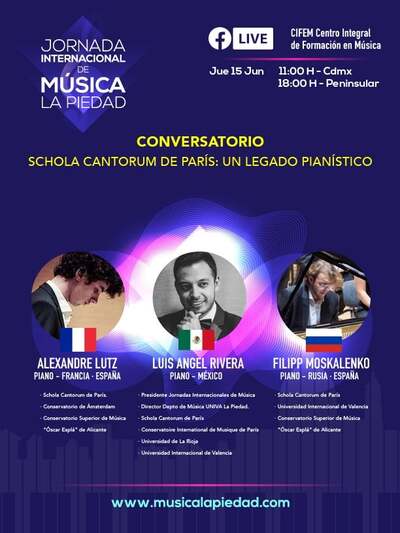 JORNADA
INTERNACIONAL
DE
MÚSICA
LA PIEDAD
LIVE
CIFEM Centro Integral
de Formación en Música
Jue 15 Jun
11:00 H - Cdmx
18:00 H - Peninsular
CONVERSATORIO
SCHOLA CANTORUM DE PARÍS: UN LEGADO PIANÍSTICO
ALEXANDRE LUTZ
PIANO - FRANCIA · ESPAÑA
· Schola Cantorum de París.
· Conservatorio de Ámsterdam
· Conservatorio Superior de Música
"Óscar Esplá" de Alicante
LUIS ANGEL RIVERA
PIANO - MÉXICO
· Presidente Jornadas Internacionales de Música
· Director Depto de Música UNIVA La Piedad.
· Schola Cantorum de París
· Conservatoire International de Musique de París
· Universidad de La Rioja
· Universidad Internacional de Valencia
FILIPP MOSKALENKO
PIANO - RUSIA · ESPAÑA
· Schola Cantorum de París
· Universidad Internacional de Valencia
· Conservatorio Superior de Música
"Óscar Esplá" de Alicante
www.musicalapiedad.com